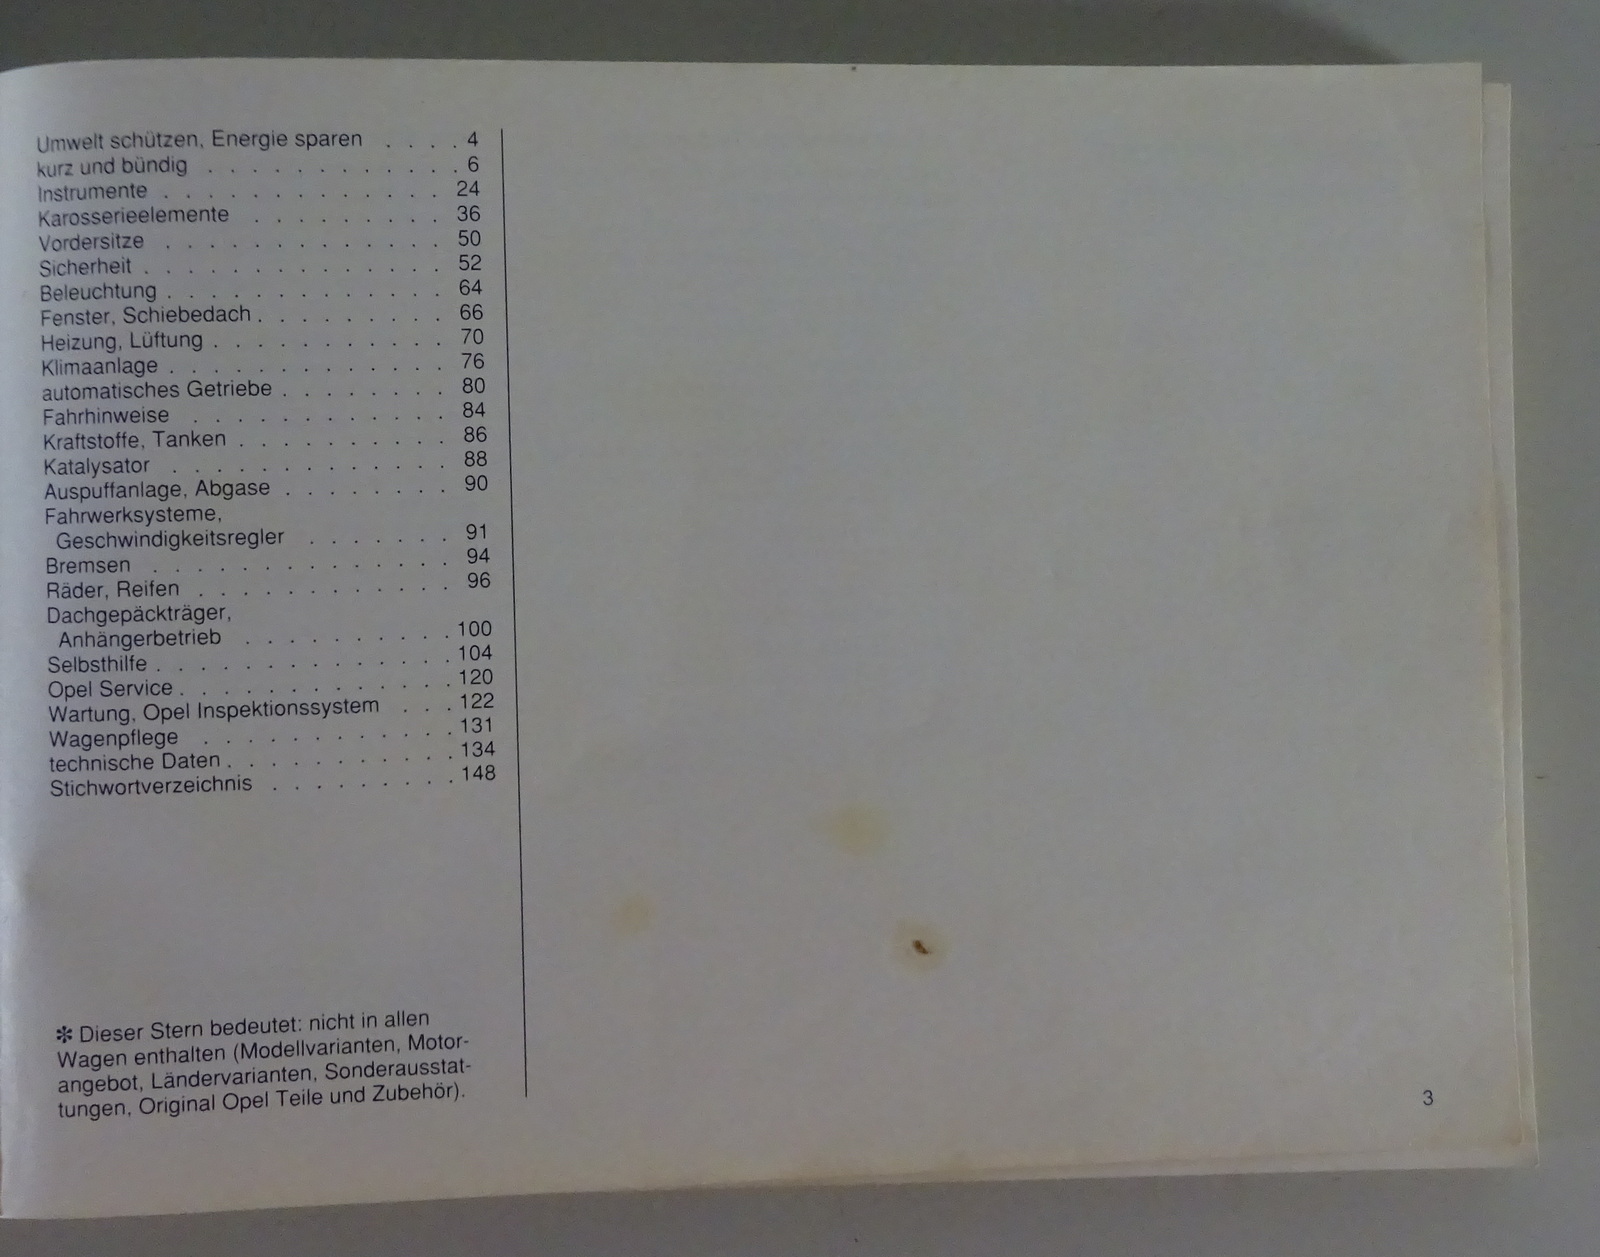 Umwelt schützen, Energie sparen . . . . 4
kurz und bündig . . . . . . . . . . . . 6
Instrumente . . . . . . . . . . . . . 24
Karosserieelemente . . . . . . . . . 36
Vordersitze . . . . . . . . . . . . . 50
Sicherheit . . . . . . . . . . . . . . 52
Beleuchtung . . . . . . . . . . . . . 64
Fenster, Schiebedach . . . . . . . . . 66
Heizung, Lüftung . . . . . . . . . . . 70
Klimaanlage . . . . . . . . . . . . . 76
automatisches Getriebe . . . . . . . . 80
Fahrhinweise . . . . . . . . . . . . 84
Kraftstoffe, Tanken . . . . . . . . . . 86
Katalysator . . . . . . . . . . . . . 88
Auspuffanlage, Abgase . . . . . . . . 90
Fahrwerksysteme,
Geschwindigkeitsregler . . . . . . . 91
Bremsen . . . . . . . . . . . . . . 94
Räder, Reifen . . . . . . . . . . . . 96
Dachgepäckträger,
Anhängerbetrieb . . . . . . . . . . 100
Selbsthilfe . . . . . . . . . . . . . . 104
Opel Service . . . . . . . . . . . . . 120
Wartung, Opel Inspektionssystem . . . 122
Wagenpflege . . . . . . . . . . . . 131
technische Daten . . . . . . . . . . . 134
Stichwortverzeichnis . . . . . . . . . 148
✻ Dieser Stern bedeutet: nicht in allen
Wagen enthalten (Modellvarianten, Motor-
angebot, Ländervarianten, Sonderausstat-
tungen, Original Opel Teile und Zubehör).
3